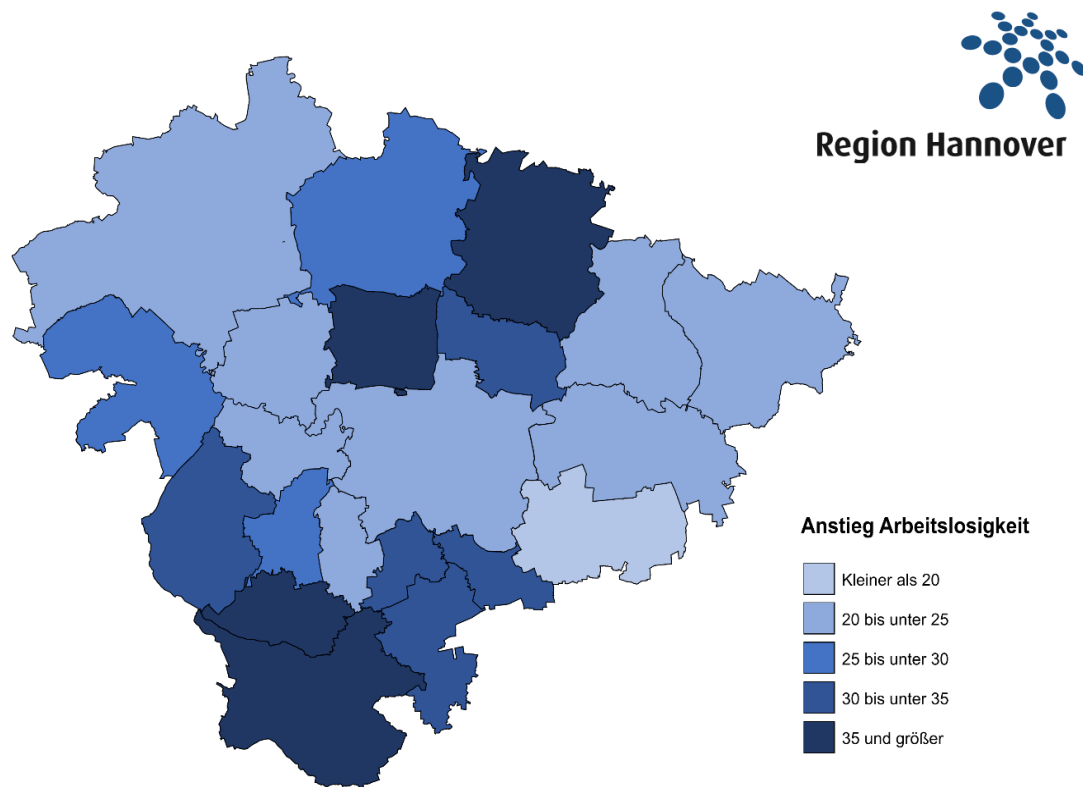 Region Hannover
Anstieg Arbeitslosigkeit
Kleiner als 20
20 bis unter 25
25 bis unter 30
30 bis unter 35
35 und größer